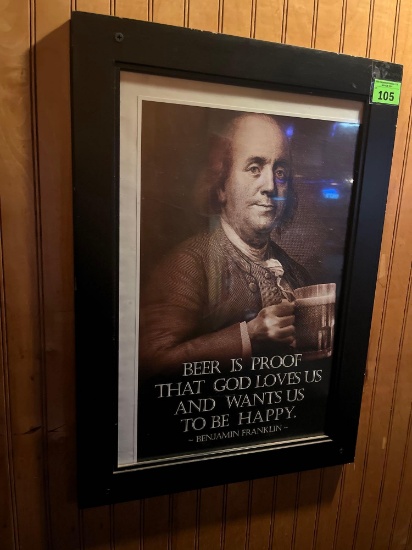 105
BEER IS PROOF
THAT GOD LOVES US
AND WANTS US
TO BE HAPPY.
~ BENJAMIN FRANKLIN ~